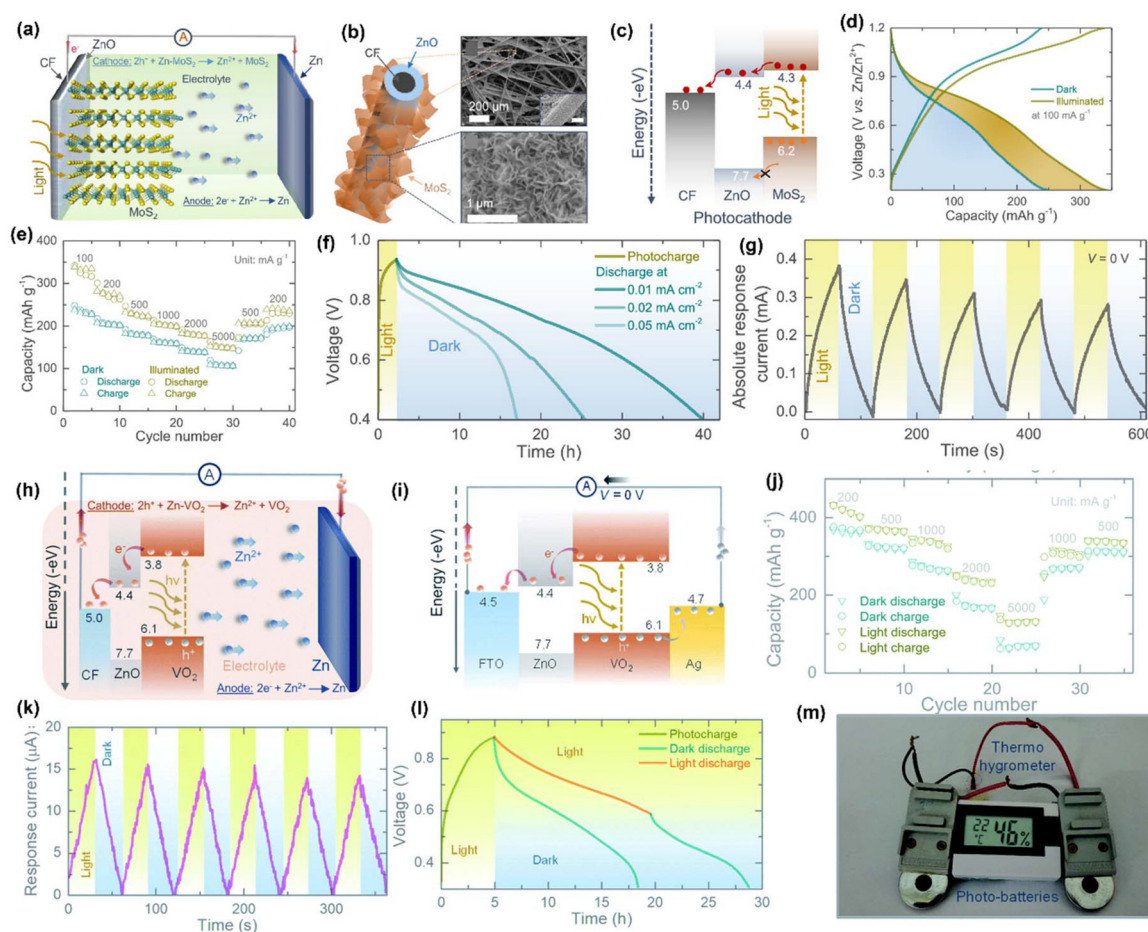 (a)
A
e⁻
ZnO
CF
Zn
Cathode: 2h⁺ + Zn-MoS₂ → Zn²⁺ + MoS₂
Electrolyte
Zn²⁺
Light
MoS₂
Anode: 2e⁻ + Zn²⁺ → Zn
(b)
CF
ZnO
200 µm
MoS₂
1 µm
(c)
Energy (-eV)
4.3
4.4
5.0
Light
6.2
7.7
CF
ZnO
MoS₂
Photocathode
(d)
Voltage (V vs. Zn/Zn²⁺)
1.2
0.9
0.6
0.3
Dark
Illuminated
at 100 mA g⁻¹
0 100 200 300
Capacity (mAh g⁻¹)
(e)
Capacity (mAh g⁻¹)
400
300
200
100
0
Unit: mA g⁻¹
100
200
500
1000
2000
5000
500
200
Dark
Discharge
Charge
Illuminated
Discharge
Charge
0 10 20 30 40
Cycle number
(f)
Voltage (V)
1.0
0.8
0.6
0.4
Light
Dark
Photocharge
Discharge at
0.01 mA cm⁻²
0.02 mA cm⁻²
0.05 mA cm⁻²
0 5 10 15 20 25 30 35 40
Time (h)
(g)
Absolute response
current (mA)
0.4
0.3
0.2
0.1
0.0
V = 0 V
Light
Dark
0 200 400 600
Time (s)
(h)
A
Cathode: 2h⁺ + Zn-VO₂ → Zn²⁺ + VO₂
Energy (-eV)
e⁻
Zn²⁺
3.8
4.4
hν
5.0
6.1
h⁺
7.7
Electrolyte
Zn
CF
ZnO
VO₂
Anode: 2e⁻ + Zn²⁺ → Zn
(i)
A
V = 0 V
Energy (-eV)
e⁻
3.8
4.5
4.4
4.7
hν
6.1
h⁺
7.7
FTO
ZnO
VO₂
Ag
(j)
Capacity (mAh g⁻¹)
400
200
0
Unit: mA g⁻¹
200
500
1000
2000
5000
1000
500
Dark discharge
Dark charge
Light discharge
Light charge
10 20 30
Cycle number
(k)
Response current (µA)
20
15
10
5
0
Light
Dark
0 100 200 300
Time (s)
(l)
Voltage (V)
0.8
0.6
0.4
Light
Photocharge
Dark discharge
Light discharge
Light
Dark
0 5 10 15 20 25 30
Time (h)
(m)
Thermo
hygrometer
22
°C
46%
Photo-batteries